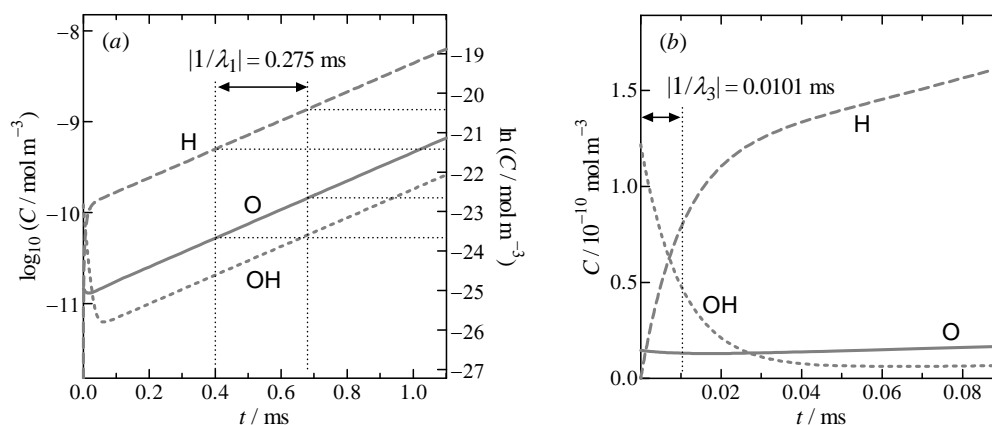 (a)
|1/λ₁| = 0.275 ms
H
O
OH
log₁₀ (C / mol m⁻³)
−8
−9
−10
−11
ln (C / mol m⁻³)
−19
−20
−21
−22
−23
−24
−25
−26
−27
0.0 0.2 0.4 0.6 0.8 1.0
t / ms
(b)
|1/λ₃| = 0.0101 ms
H
OH
O
C / 10⁻¹⁰ mol m⁻³
1.5
1.0
0.5
0.0
0.02 0.04 0.06 0.08
t / ms